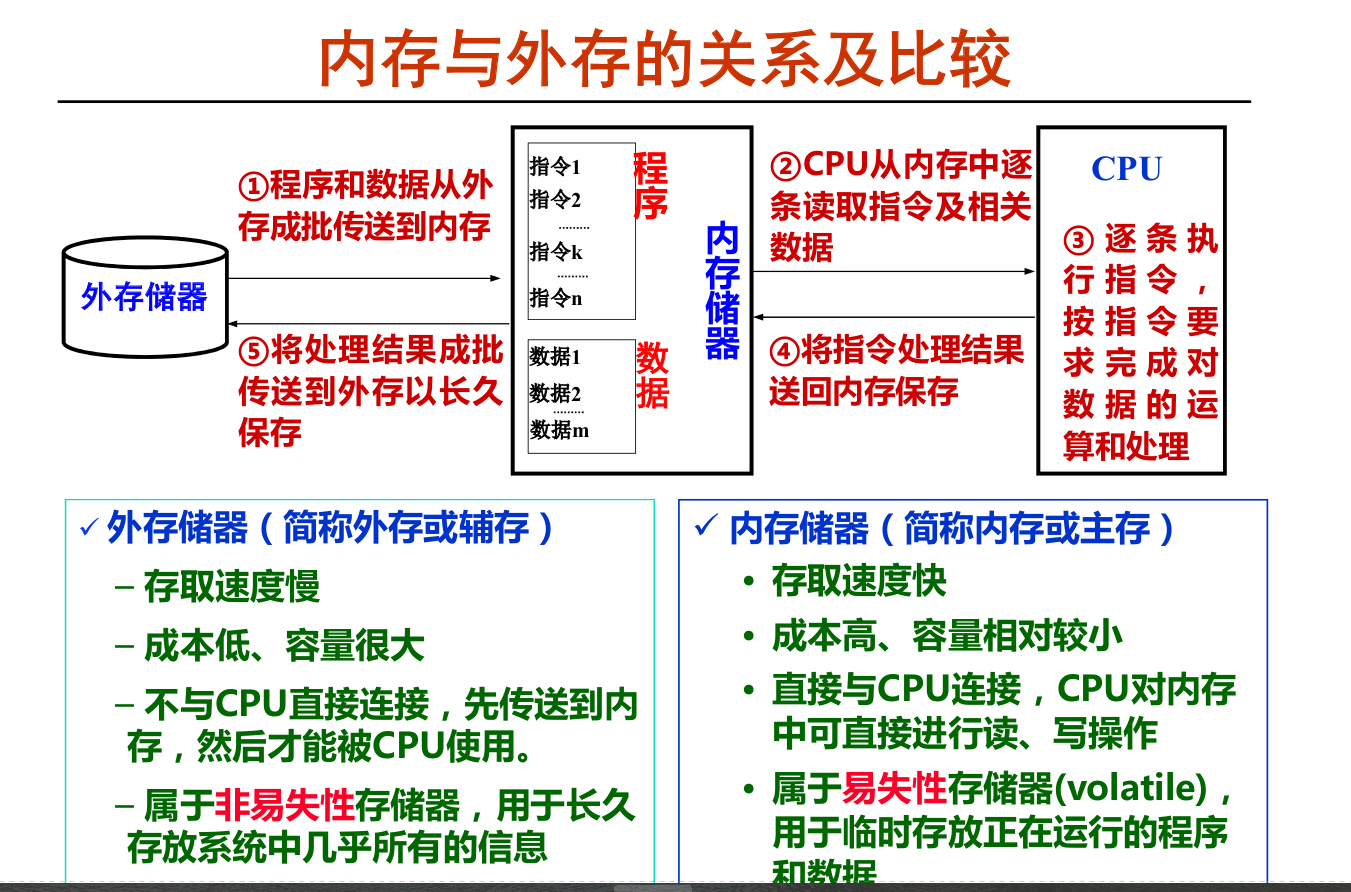 内存与外存的关系及比较
①程序和数据从外
存成批传送到内存
外存储器
⑤将处理结果成批
传送到外存以长久
保存
指令1
指令2
………
指令k
………
指令n
程
序
数据1
数据2
………
数据m
数
据
内
存
储
器
②CPU从内存中逐
条读取指令及相关
数据
④将指令处理结果
送回内存保存
CPU
③逐条执
行指令，
按指令要
求完成对
数据的运
算和处理
✓外存储器（简称外存或辅存）
– 存取速度慢
– 成本低、容量很大
– 不与CPU直接连接，先传送到内
存，然后才能被CPU使用。
– 属于非易失性存储器，用于长久
存放系统中几乎所有的信息
✓ 内存储器（简称内存或主存）
• 存取速度快
• 成本高、容量相对较小
• 直接与CPU连接，CPU对内存
中可直接进行读、写操作
• 属于易失性存储器(volatile)，
用于临时存放正在运行的程序
和数据